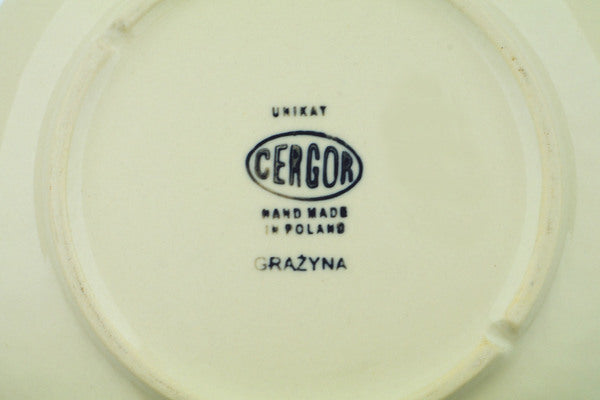 UNIKAT
CERGOR
HAND MADE
IN POLAND
GRAŻYNA